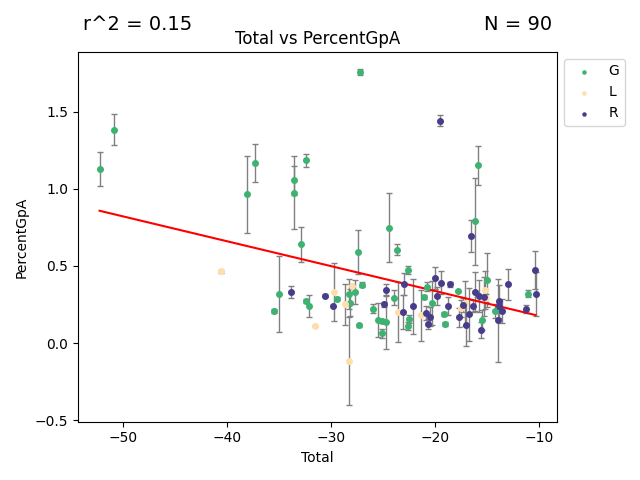 r^2 = 0.15
N = 90
Total vs PercentGpA
G
L
R
PercentGpA
1.5
1.0
0.5
0.0
−0.5
−50
−40
−30
−20
−10
Total